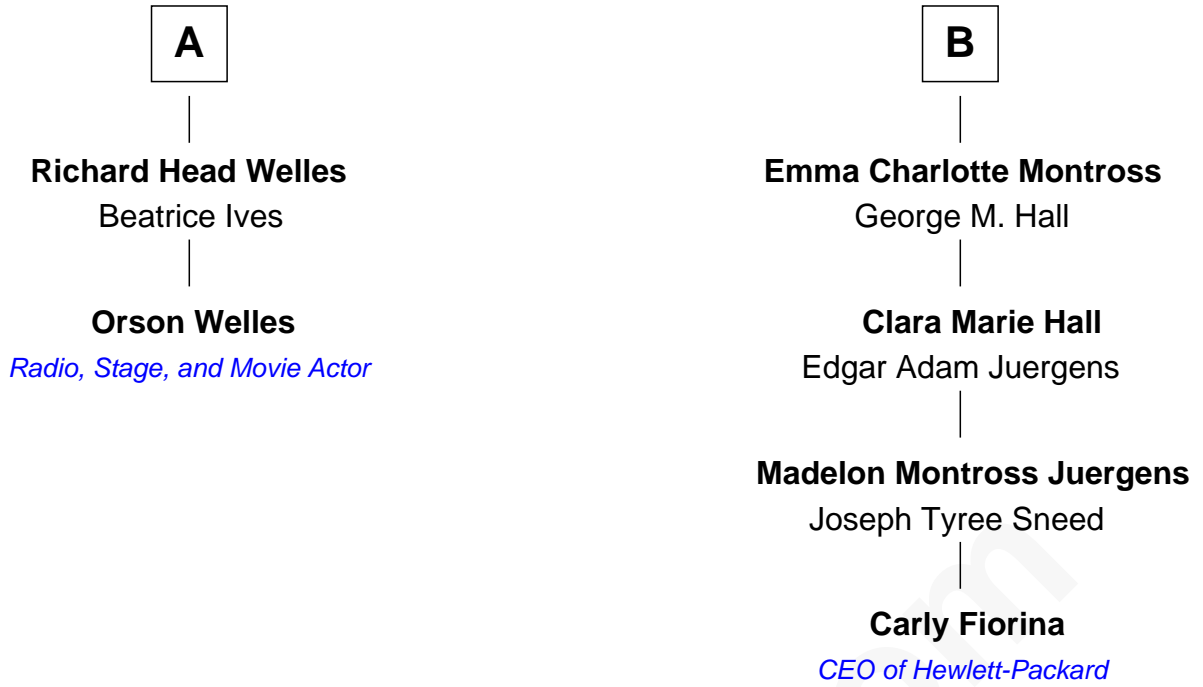 A
Richard Head Welles
Beatrice Ives
Orson Welles
Radio, Stage, and Movie Actor
B
Emma Charlotte Montross
George M. Hall
Clara Marie Hall
Edgar Adam Juergens
Madelon Montross Juergens
Joseph Tyree Sneed
Carly Fiorina
CEO of Hewlett-Packard